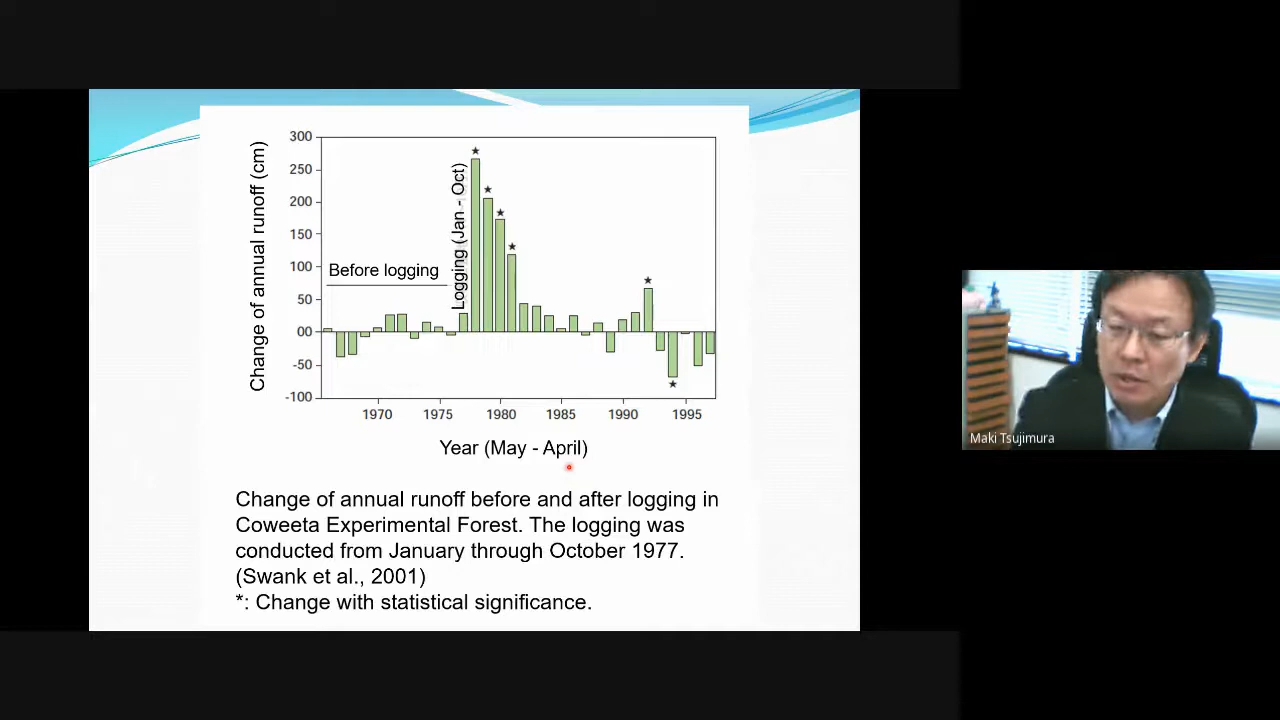 Change of annual runoff (cm)
300
250
200
150
100
50
00
-50
-100
Before logging
Logging (Jan - Oct)
★
★
★
★
★
★
1970
1975
1980
1985
1990
1995
Year (May - April)
Change of annual runoff before and after logging in
Coweeta Experimental Forest. The logging was
conducted from January through October 1977.
(Swank et al., 2001)
*: Change with statistical significance.
Maki Tsujimura